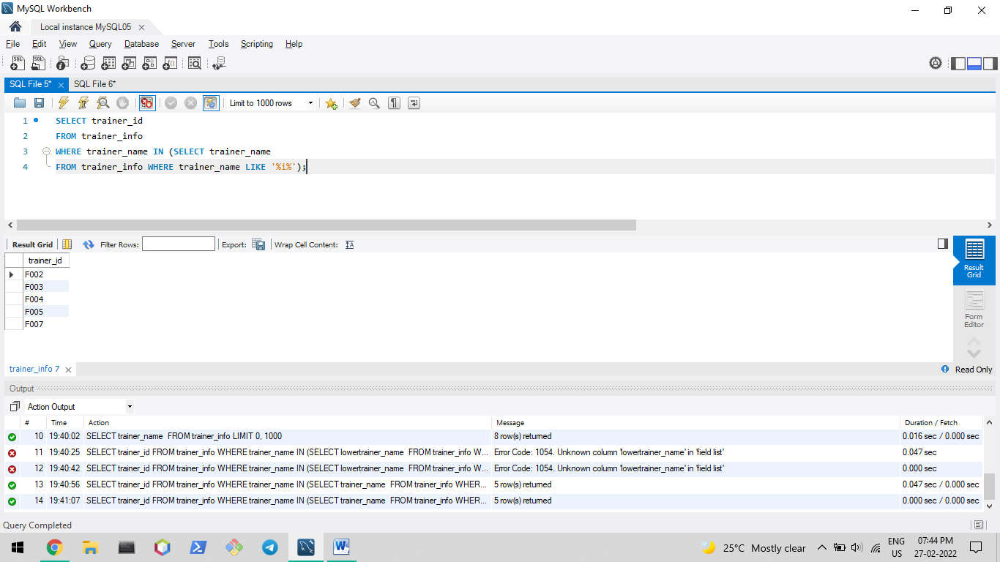 MySQL Workbench
Local instance MySQL05
File Edit View Query Database Server Tools Scripting Help
SQL File 5* SQL File 6*
Limit to 1000 rows
1 SELECT trainer_id
2 FROM trainer_info
3 WHERE trainer_name IN (SELECT trainer_name
4 FROM trainer_info WHERE trainer_name LIKE '%i%');
Result Grid Filter Rows: Export: Wrap Cell Content:
trainer_id
F002
F003
F004
F005
F007
Result
Grid
Form
Editor
trainer_info 7 Read Only
Output
Action Output
# Time Action Message Duration / Fetch
10 19:40:02 SELECT trainer_name FROM trainer_info LIMIT 0, 1000 8 row(s) returned 0.016 sec / 0.000 sec
11 19:40:25 SELECT trainer_id FROM trainer_info WHERE trainer_name IN (SELECT lowertrainer_name FROM trainer_info W... Error Code: 1054. Unknown column 'lowertrainer_name' in 'field list' 0.047 sec
12 19:40:42 SELECT trainer_id FROM trainer_info WHERE trainer_name IN (SELECT lowertrainer_name FROM trainer_info W... Error Code: 1054. Unknown column 'lowertrainer_name' in 'field list' 0.000 sec
13 19:40:56 SELECT trainer_id FROM trainer_info WHERE trainer_name IN (SELECT trainer_name FROM trainer_info WHER... 5 row(s) returned 0.047 sec / 0.000 sec
14 19:41:07 SELECT trainer_id FROM trainer_info WHERE trainer_name IN (SELECT trainer_name FROM trainer_info WHER... 5 row(s) returned 0.000 sec / 0.000 sec
Query Completed
25°C Mostly clear ENG 07:44 PM
US 27-02-2022